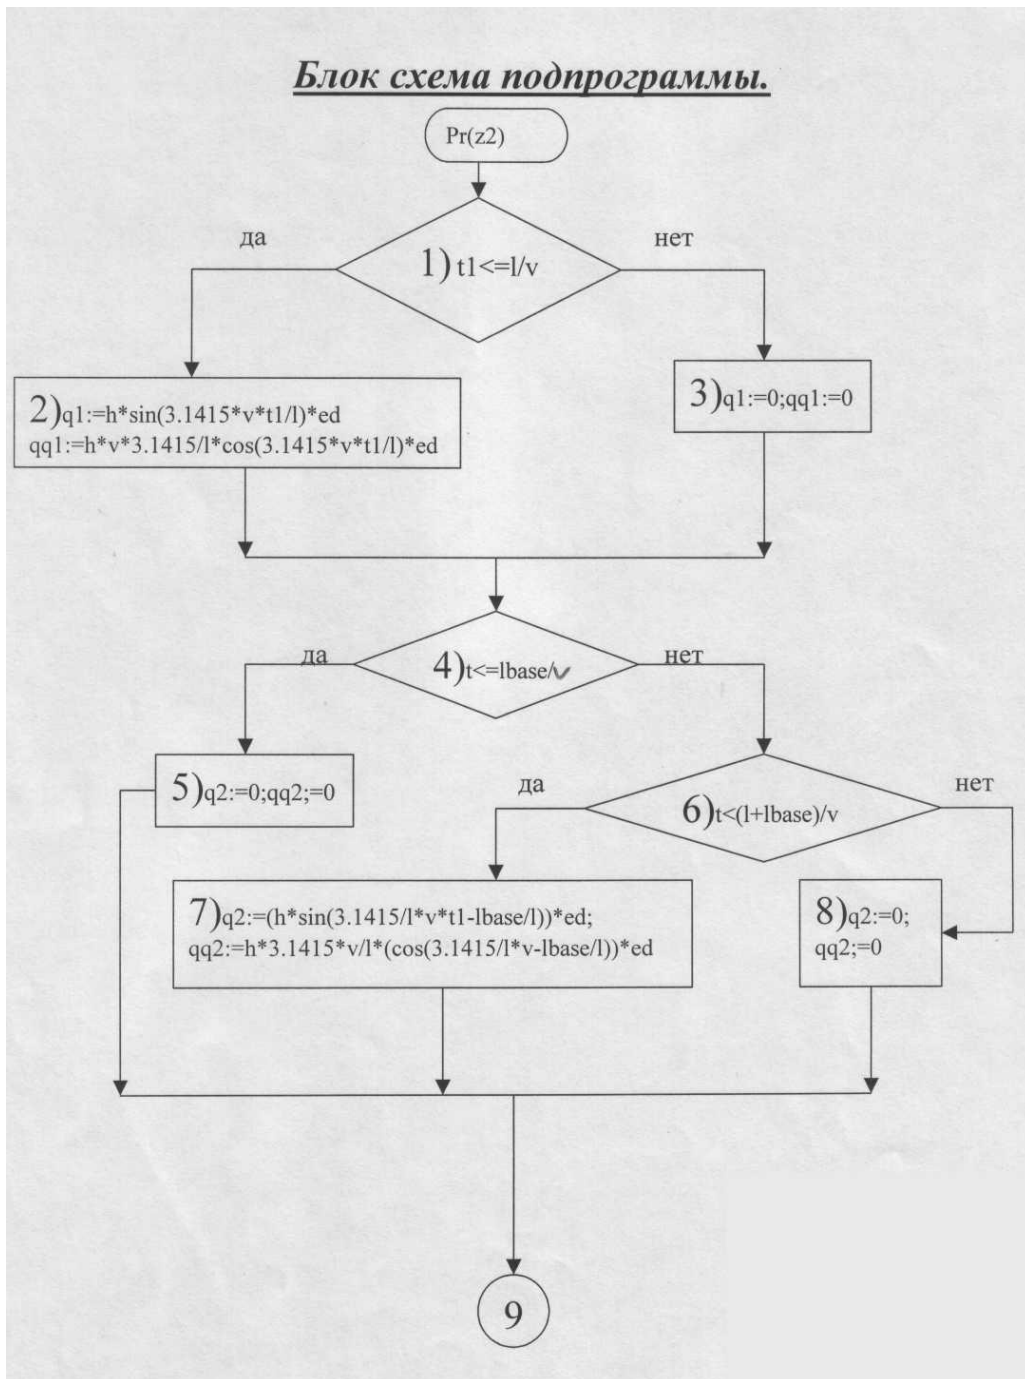 Блок схема подпрограммы.
Pr(z2)
да
нет
1) t1<=l/v
2)q1:=h*sin(3.1415*v*t1/l)*ed
qq1:=h*v*3.1415/l*cos(3.1415*v*t1/l)*ed
3)q1:=0;qq1:=0
да
4)t<=lbase/v
нет
5)q2:=0;qq2;=0
да
6)t<(l+lbase)/v
нет
7)q2:=(h*sin(3.1415/l*v*t1-lbase/l))*ed;
qq2:=h*3.1415*v/l*(cos(3.1415/l*v-lbase/l))*ed
8)q2:=0;
qq2;=0
9